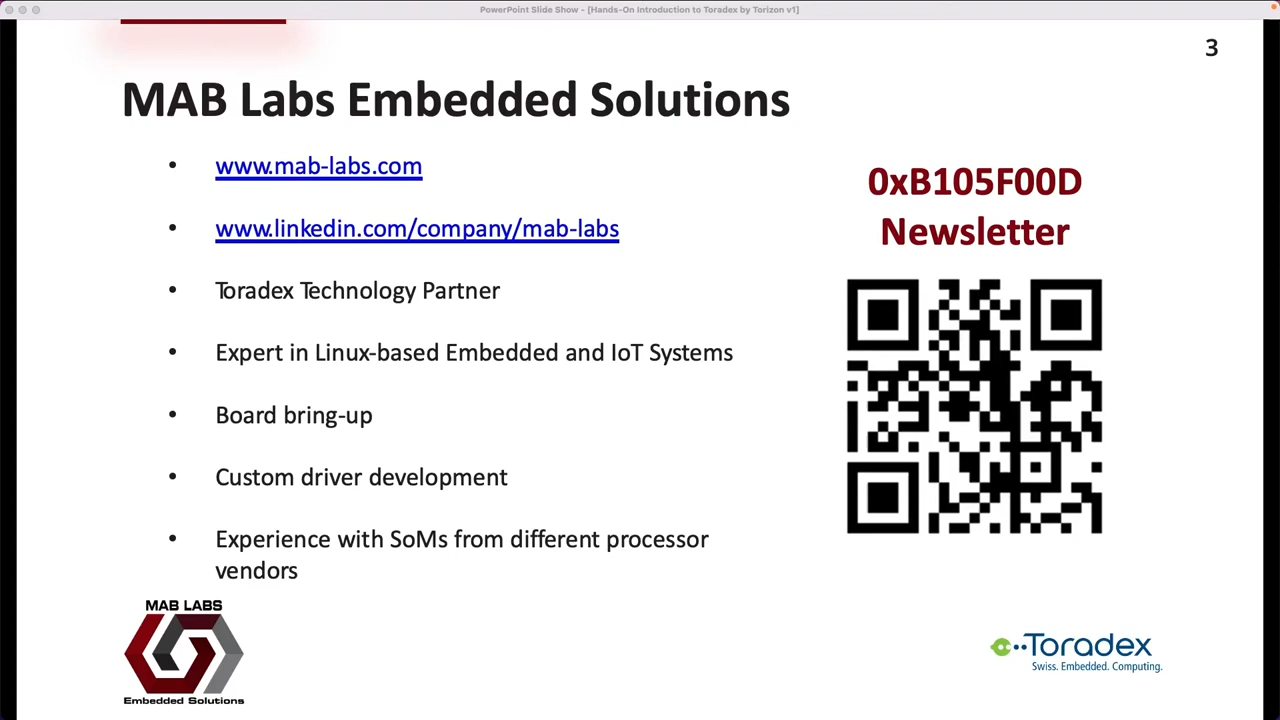 PowerPoint Slide Show - [Hands-On Introduction to Toradex by Torizon v1]
3
MAB Labs Embedded Solutions
• www.mab-labs.com
• www.linkedin.com/company/mab-labs
• Toradex Technology Partner
• Expert in Linux-based Embedded and IoT Systems
• Board bring-up
• Custom driver development
• Experience with SoMs from different processor
vendors
0xB105F00D
Newsletter
MAB LABS
Embedded Solutions
Toradex
Swiss. Embedded. Computing.